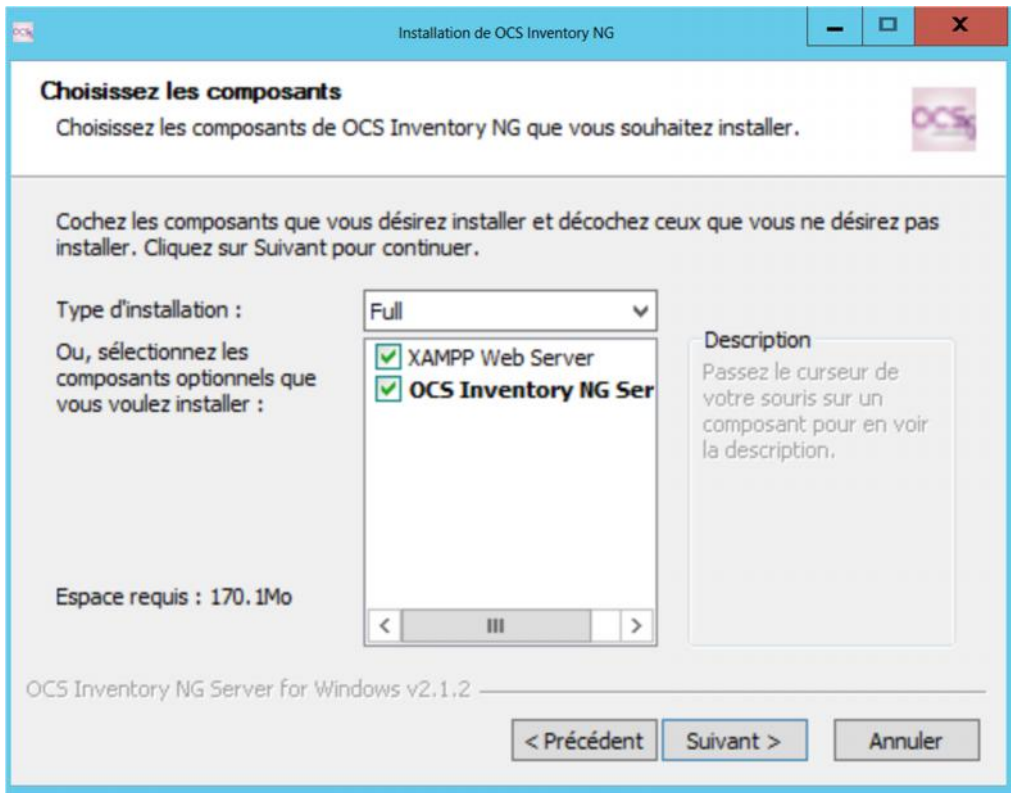 Installation de OCS Inventory NG
Choisissez les composants
Choisissez les composants de OCS Inventory NG que vous souhaitez installer.
OCS
Cochez les composants que vous désirez installer et décochez ceux que vous ne désirez pas
installer. Cliquez sur Suivant pour continuer.
Type d'installation :
Full
Ou, sélectionnez les
composants optionnels que
vous voulez installer :
XAMPP Web Server
OCS Inventory NG Ser
Description
Passez le curseur de
votre souris sur un
composant pour en voir
la description.
Espace requis : 170.1Mo
OCS Inventory NG Server for Windows v2.1.2
< Précédent
Suivant >
Annuler